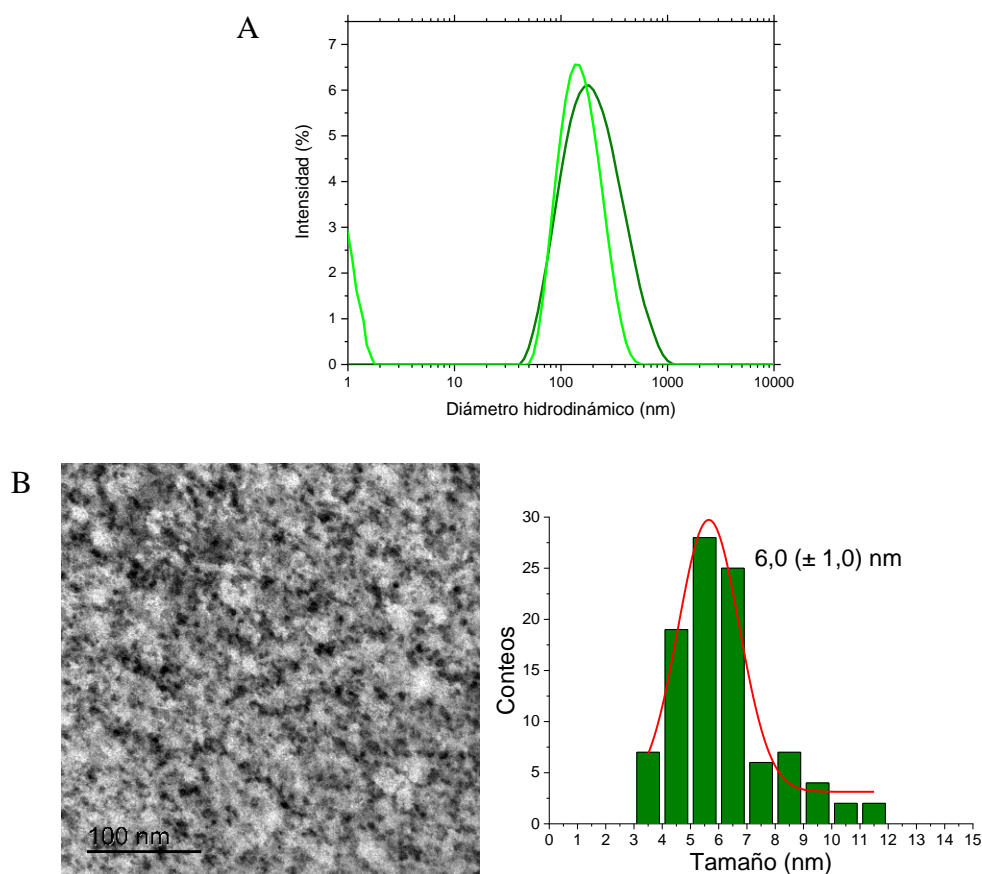 A
7
6
5
4
3
2
1
0
Intensidad (%)
1 10 100 1000 10000
Diámetro hidrodinámico (nm)
B
100 nm
30
25
20
15
10
5
0
Conteos
6,0 (± 1,0) nm
0 1 2 3 4 5 6 7 8 9 10 11 12 13 14 15
Tamaño (nm)